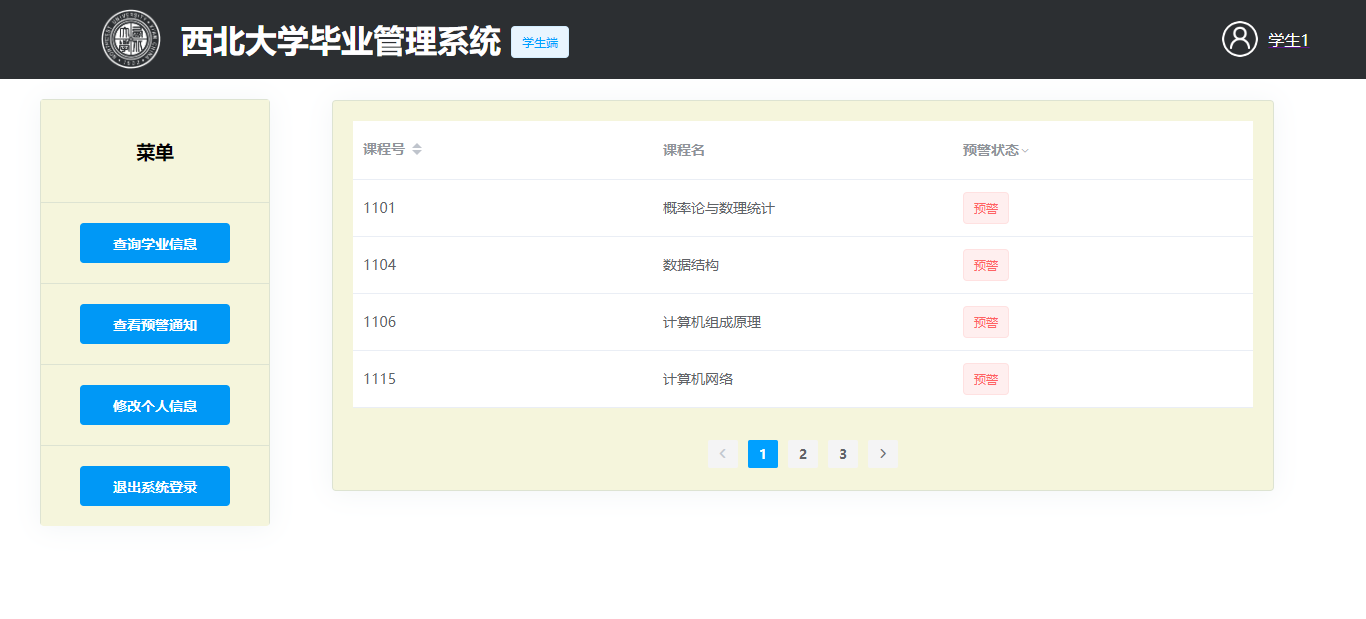 西北大学毕业管理系统 学生端
学生1
菜单
查询学业信息
查看预警通知
修改个人信息
退出系统登录
课程号 课程名 预警状态
1101 概率论与数理统计 预警
1104 数据结构 预警
1106 计算机组成原理 预警
1115 计算机网络 预警
1 2 3